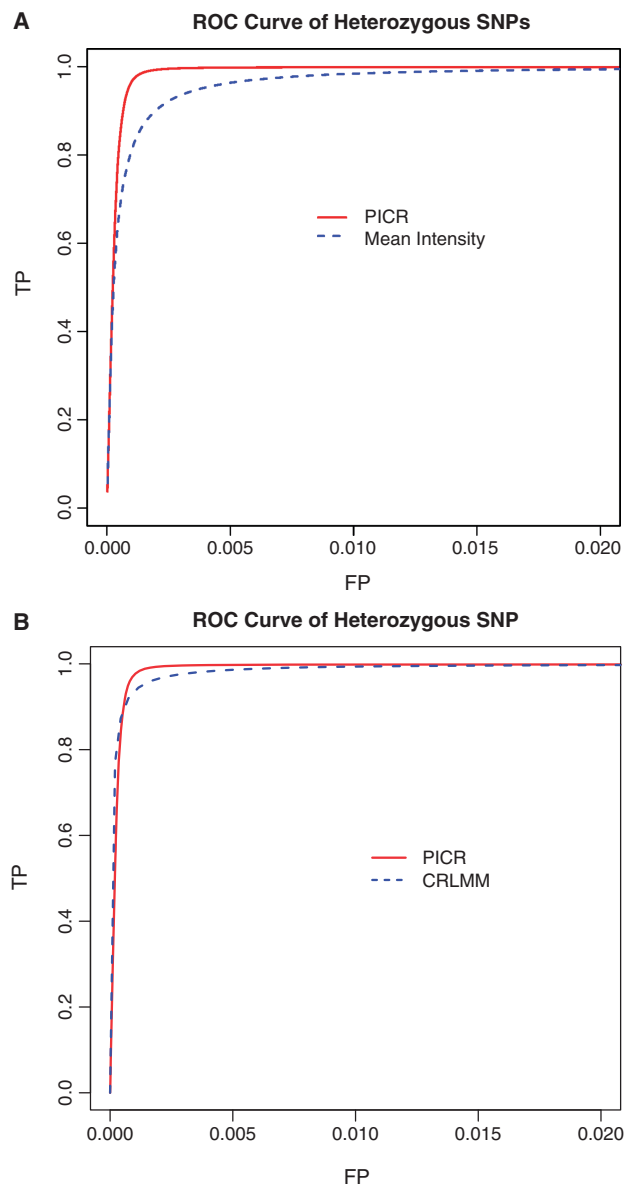 A
ROC Curve of Heterozygous SNPs
1.0
0.8
0.6
0.4
0.2
0.0
TP
PICR
Mean Intensity
0.000
0.005
0.010
0.015
0.020
FP
B
ROC Curve of Heterozygous SNP
1.0
0.8
0.6
0.4
0.2
0.0
TP
PICR
CRLMM
0.000
0.005
0.010
0.015
0.020
FP